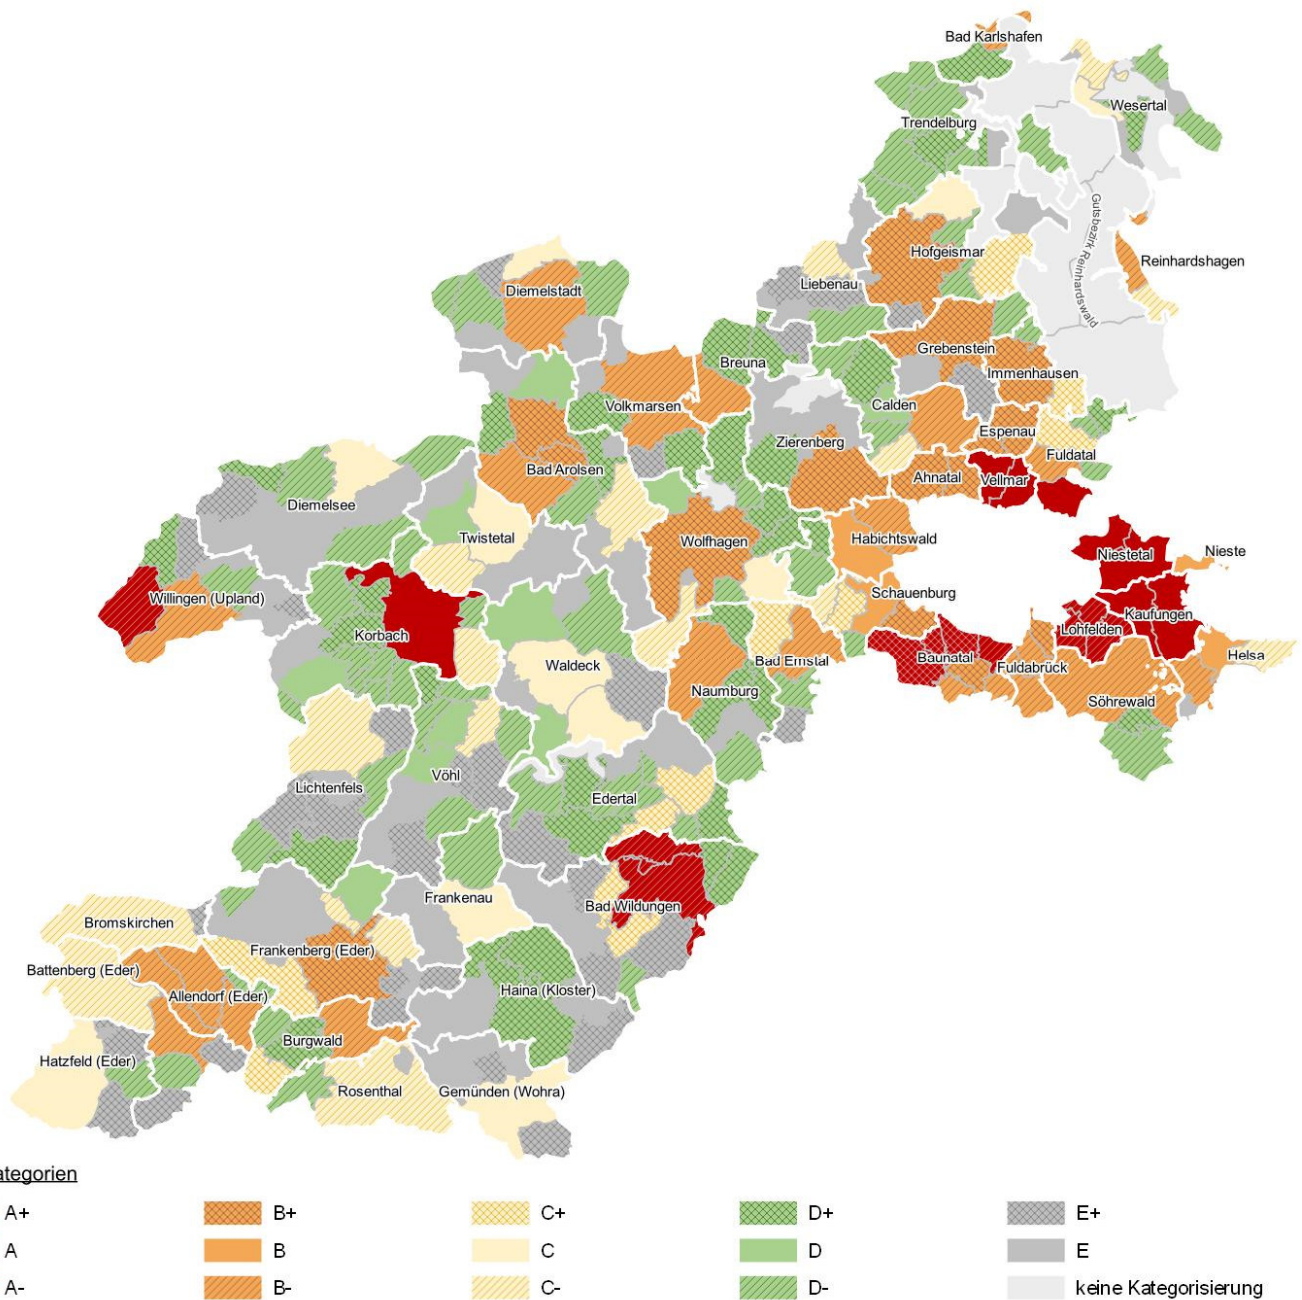 Bad Karlshafen
Wesertal
Trendelburg
Gutsbezirk Reinhardswald
Hofgeismar
Reinhardshagen
Liebenau
Diemelstadt
Grebenstein
Breuna
Immenhausen
Volkmarsen
Calden
Espenau
Zierenberg
Fuldatal
Bad Arolsen
Ahnatal
Vellmar
Diemelsee
Twistetal
Wolfhagen
Habichtswald
Niestetal
Nieste
Willingen (Upland)
Schauenburg
Kaufungen
Korbach
Lohfelden
Waldeck
Bad Emstal
Baunatal
Fuldabrück
Helsa
Naumburg
Söhrewald
Vöhl
Lichtenfels
Edertal
Frankenau
Bad Wildungen
Bromskirchen
Frankenberg (Eder)
Battenberg (Eder)
Allendorf (Eder)
Haina (Kloster)
Burgwald
Hatzfeld (Eder)
Rosenthal
Gemünden (Wohra)
ategorien
A+ B+ C+ D+ E+
A B C D E
A- B- C- D- keine Kategorisierung